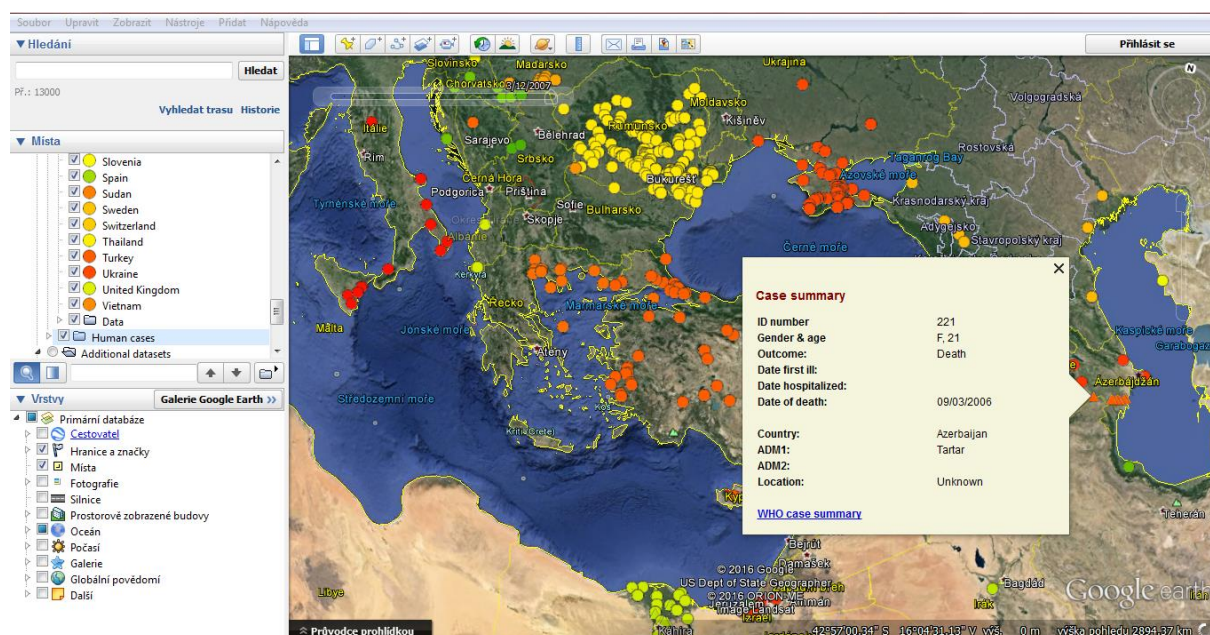 Soubor Upravit Zobrazit Nástroje Přidat Nápověda
Hledání
Hledat
Př.: 13000
Vyhledat trasu Historie
Místa
Slovenia
Spain
Sudan
Sweden
Switzerland
Thailand
Turkey
Ukraine
United Kingdom
Vietnam
Data
Human cases
Additional datasets
Vrstvy
Galerie Google Earth >>
Primární databáze
Cestovatel
Hranice a značky
Místa
Fotografie
Silnice
Prostorově zobrazené budovy
Oceán
Počasí
Galerie
Globální povědomí
Další
Přihlásit se
N
Slovinsko
Maďarsko
Ukrajina
Chorvatsko
3/12/2007
Moldavsko
Kišiněv
Volgogradská
Itálie
Řím
Sarajevo
Bělehrad
Rumunsko
Srbsko
Bukurešť
Taganrog Bay
Rostovská
Azovské moře
Černá Hora
Podgorica
Priština
Sofie
Bulharsko
Skopje
Krasnodarský kraj
Adygejsko
Stavropolský kraj
Tyrhénské moře
Albánie
Černé moře
Kerkyra
Řecko
Marmarské moře
Malta
Jónské moře
Atény
Kaspické moře
Ázerbájdžán
Středozemní moře
Kos
Kriti (Crete)
Teherán
Case summary
ID number 221
Gender & age F, 21
Outcome: Death
Date first ill:
Date hospitalized:
Date of death: 09/03/2006
Country: Azerbaijan
ADM1: Tartar
ADM2:
Location: Unknown
WHO case summary
Bejrút
Damašek
© 2016 Google
US Dept of State Geographer
© 2016 ORION-ME
Image Landsat
Jeruzalém
Ammán
Izrael
Libye
Káhira
Bagdád
Irák
Google earth
Průvodce prohlídkou
42°57'00.34" S 16°04'31.13" V výš. 0 m výška pohledu 2894.37 km